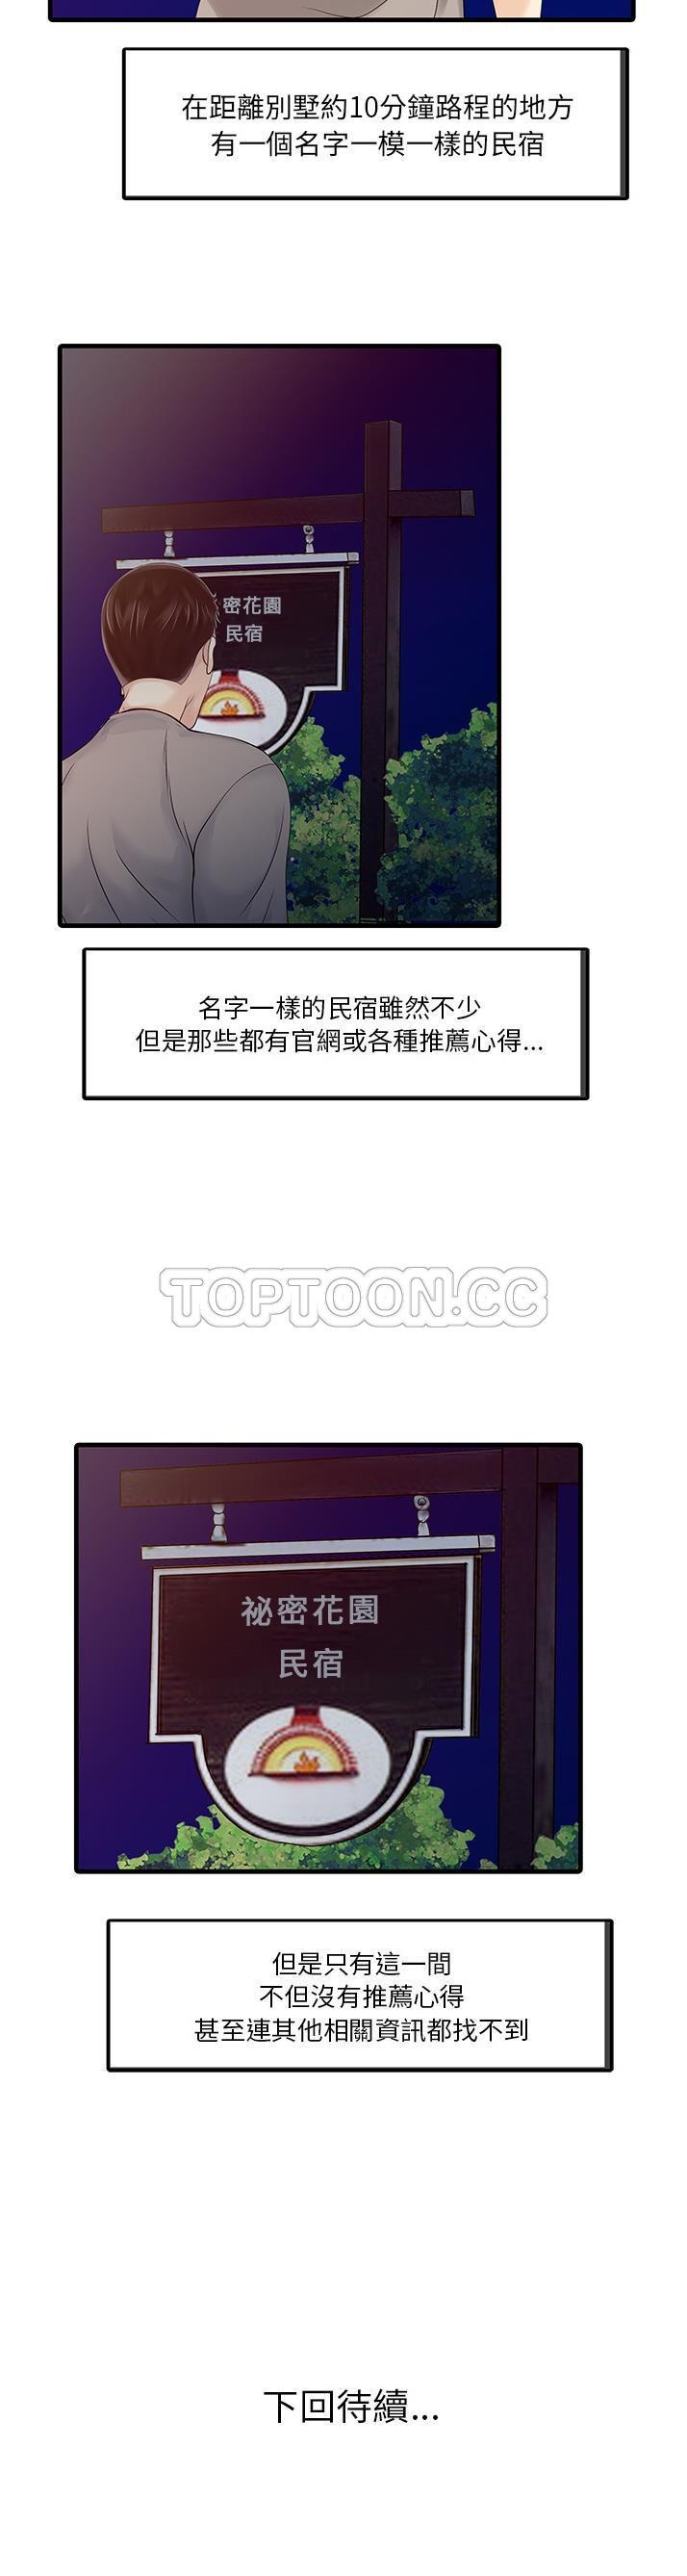 在距離別墅約10分鐘路程的地方
有一個名字一模一樣的民宿
密花園
民宿
名字一樣的民宿雖然不少
但是那些都有官網或各種推薦心得...
TOPTOON.CC
祕密花園
民宿
但是只有這一間
不但沒有推薦心得
甚至連其他相關資訊都找不到
下回待續...